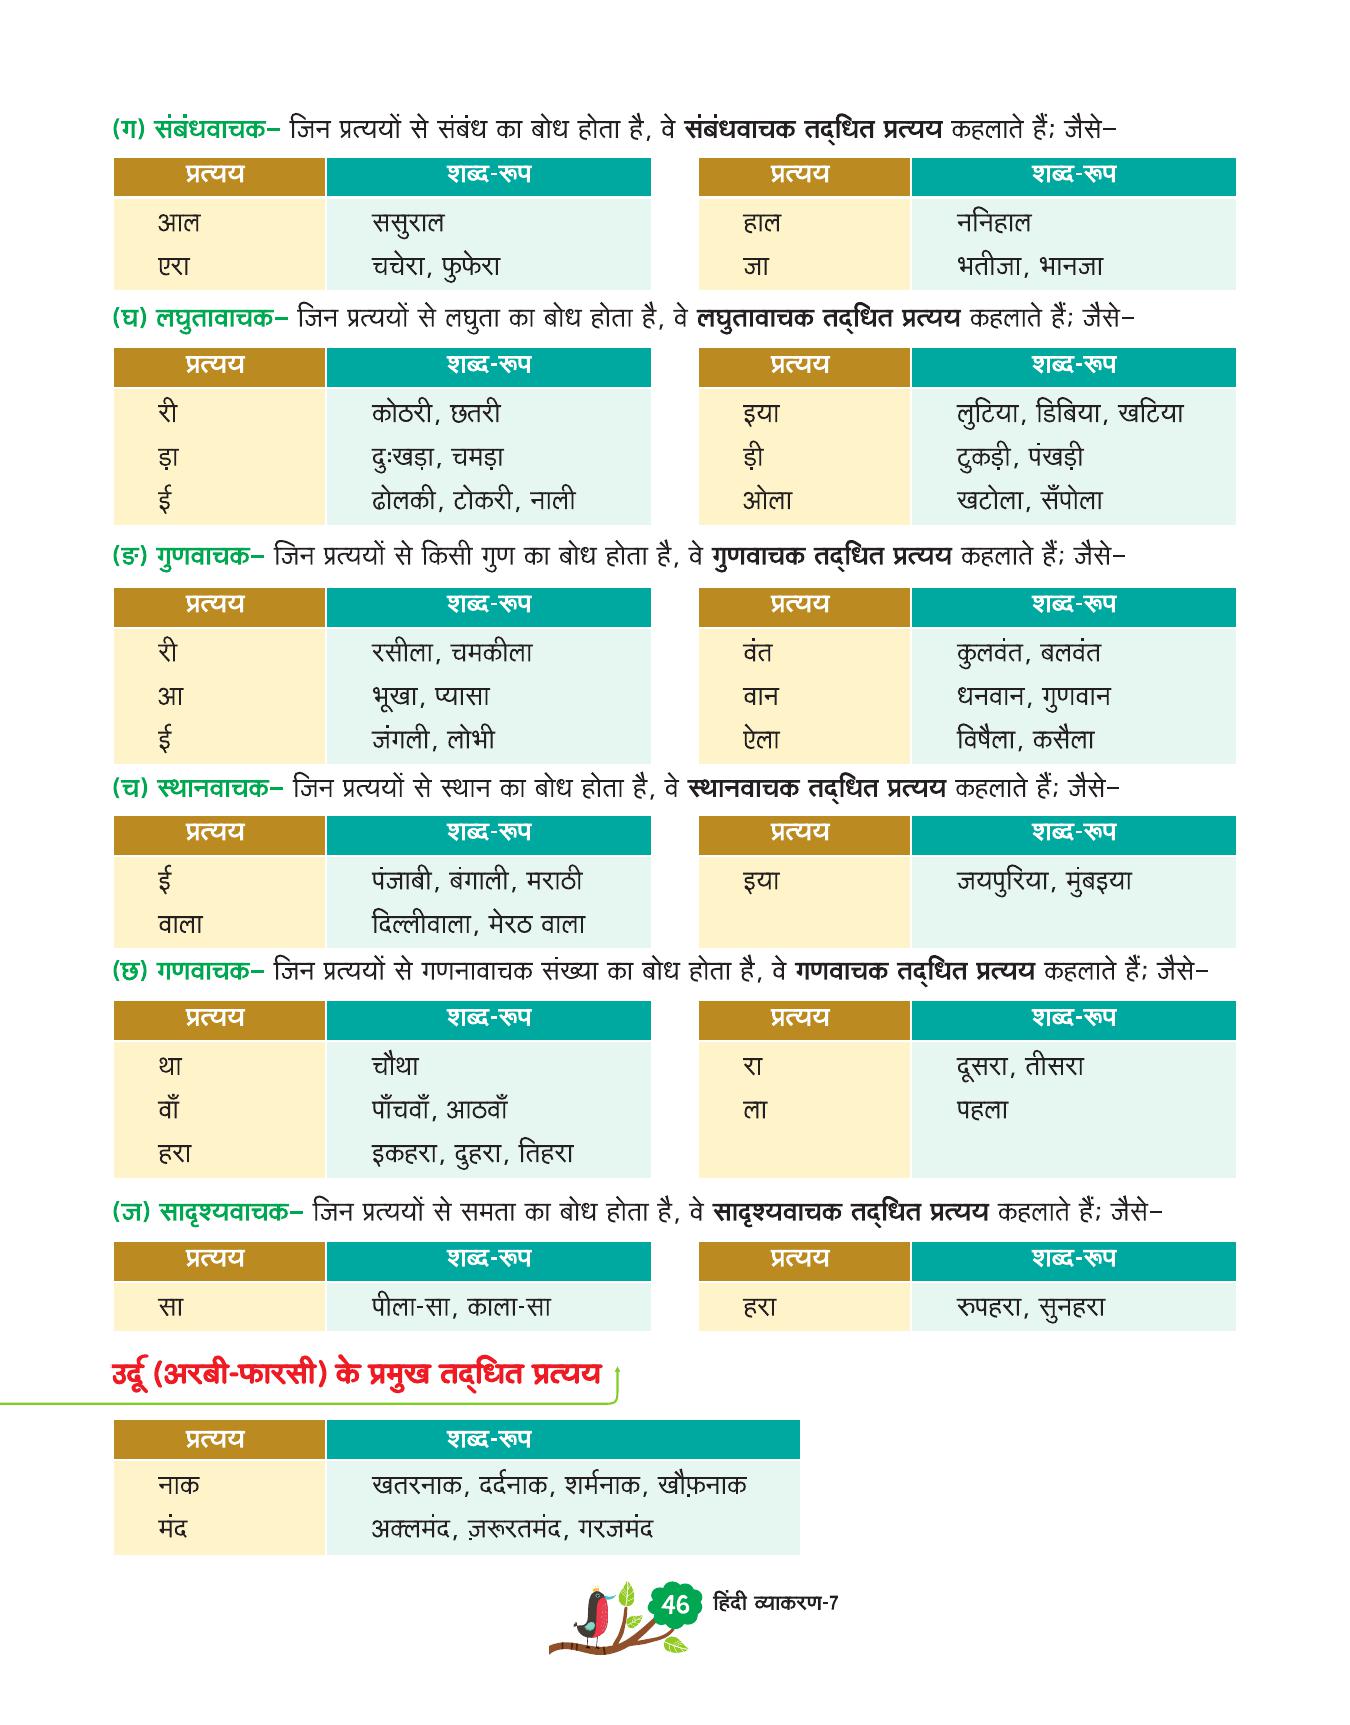 (ग) संबंधवाचक– जिन प्रत्ययों से संबंध का बोध होता है, वे संबंधवाचक तद्धित प्रत्यय कहलाते हैं; जैसे–
प्रत्यय शब्द-रूप प्रत्यय शब्द-रूप
आल ससुराल हाल ननिहाल
एरा चचेरा, फुफेरा जा भतीजा, भानजा
(घ) लघुतावाचक– जिन प्रत्ययों से लघुता का बोध होता है, वे लघुतावाचक तद्धित प्रत्यय कहलाते हैं; जैसे–
प्रत्यय शब्द-रूप प्रत्यय शब्द-रूप
री कोठरी, छतरी इया लुटिया, डिबिया, खटिया
ड़ा दुःखड़ा, चमड़ा ड़ी टुकड़ी, पंखड़ी
ई ढोलकी, टोकरी, नाली ओला खटोला, सँपोला
(ङ) गुणवाचक– जिन प्रत्ययों से किसी गुण का बोध होता है, वे गुणवाचक तद्धित प्रत्यय कहलाते हैं; जैसे–
प्रत्यय शब्द-रूप प्रत्यय शब्द-रूप
री रसीला, चमकीला वंत कुलवंत, बलवंत
आ भूखा, प्यासा वान धनवान, गुणवान
ई जंगली, लोभी ऐला विषैला, कसैला
(च) स्थानवाचक– जिन प्रत्ययों से स्थान का बोध होता है, वे स्थानवाचक तद्धित प्रत्यय कहलाते हैं; जैसे–
प्रत्यय शब्द-रूप प्रत्यय शब्द-रूप
ई पंजाबी, बंगाली, मराठी इया जयपुरिया, मुंबइया
वाला दिल्लीवाला, मेरठ वाला
(छ) गणवाचक– जिन प्रत्ययों से गणनावाचक संख्या का बोध होता है, वे गणवाचक तद्धित प्रत्यय कहलाते हैं; जैसे–
प्रत्यय शब्द-रूप प्रत्यय शब्द-रूप
था चौथा रा दूसरा, तीसरा
वाँ पाँचवाँ, आठवाँ ला पहला
हरा इकहरा, दुहरा, तिहरा
(ज) सादृश्यवाचक– जिन प्रत्ययों से समता का बोध होता है, वे सादृश्यवाचक तद्धित प्रत्यय कहलाते हैं; जैसे–
प्रत्यय शब्द-रूप प्रत्यय शब्द-रूप
सा पीला-सा, काला-सा हरा रुपहरा, सुनहरा
उर्दू (अरबी-फारसी) के प्रमुख तद्धित प्रत्यय
प्रत्यय शब्द-रूप
नाक खतरनाक, दर्दनाक, शर्मनाक, खौफ़नाक
मंद अक्लमंद, ज़रूरतमंद, गरजमंद
46 हिंदी व्याकरण-7